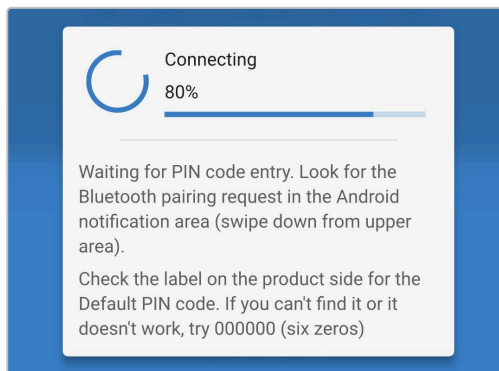 Connecting
80%
Waiting for PIN code entry. Look for the
Bluetooth pairing request in the Android
notification area (swipe down from upper
area).
Check the label on the product side for the
Default PIN code. If you can't find it or it
doesn't work, try 000000 (six zeros)